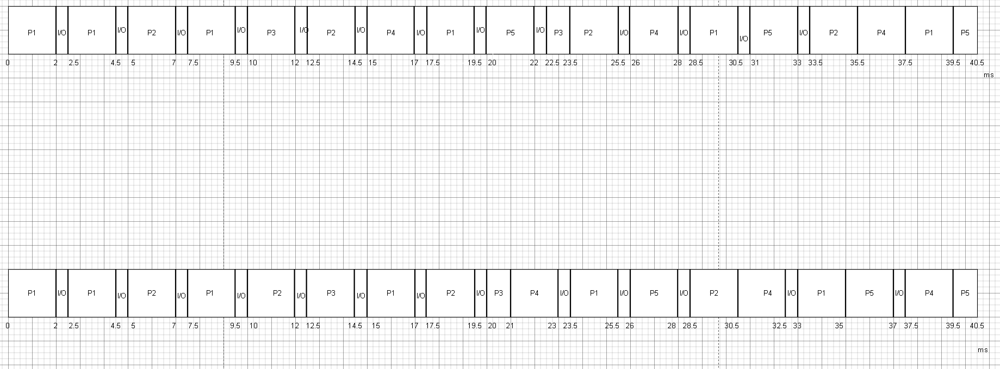 P1 I/O P1 I/O P2 I/O P1 I/O P3 I/O P2 I/O P4 I/O P1 I/O P5 I/O P3 P2 I/O P4 I/O P1 I/O P5 I/O P2 P4 P1 P5
0 2 2.5 4.5 5 7 7.5 9.5 10 12 12.5 14.5 15 17 17.5 19.5 20 22 22.5 23.5 25.5 26 28 28.5 30.5 31 33 33.5 35.5 37.5 39.5 40.5
ms
P1 I/O P1 I/O P2 I/O P1 I/O P2 I/O P3 I/O P1 I/O P2 I/O P3 P4 I/O P1 I/O P5 I/O P2 P4 I/O P1 P5 I/O P4 P5
0 2 2.5 4.5 5 7 7.5 9.5 10 12 12.5 14.5 15 17 17.5 19.5 20 21 23 23.5 25.5 26 28 28.5 30.5 32.5 33 35 37 37.5 39.5 40.5
ms